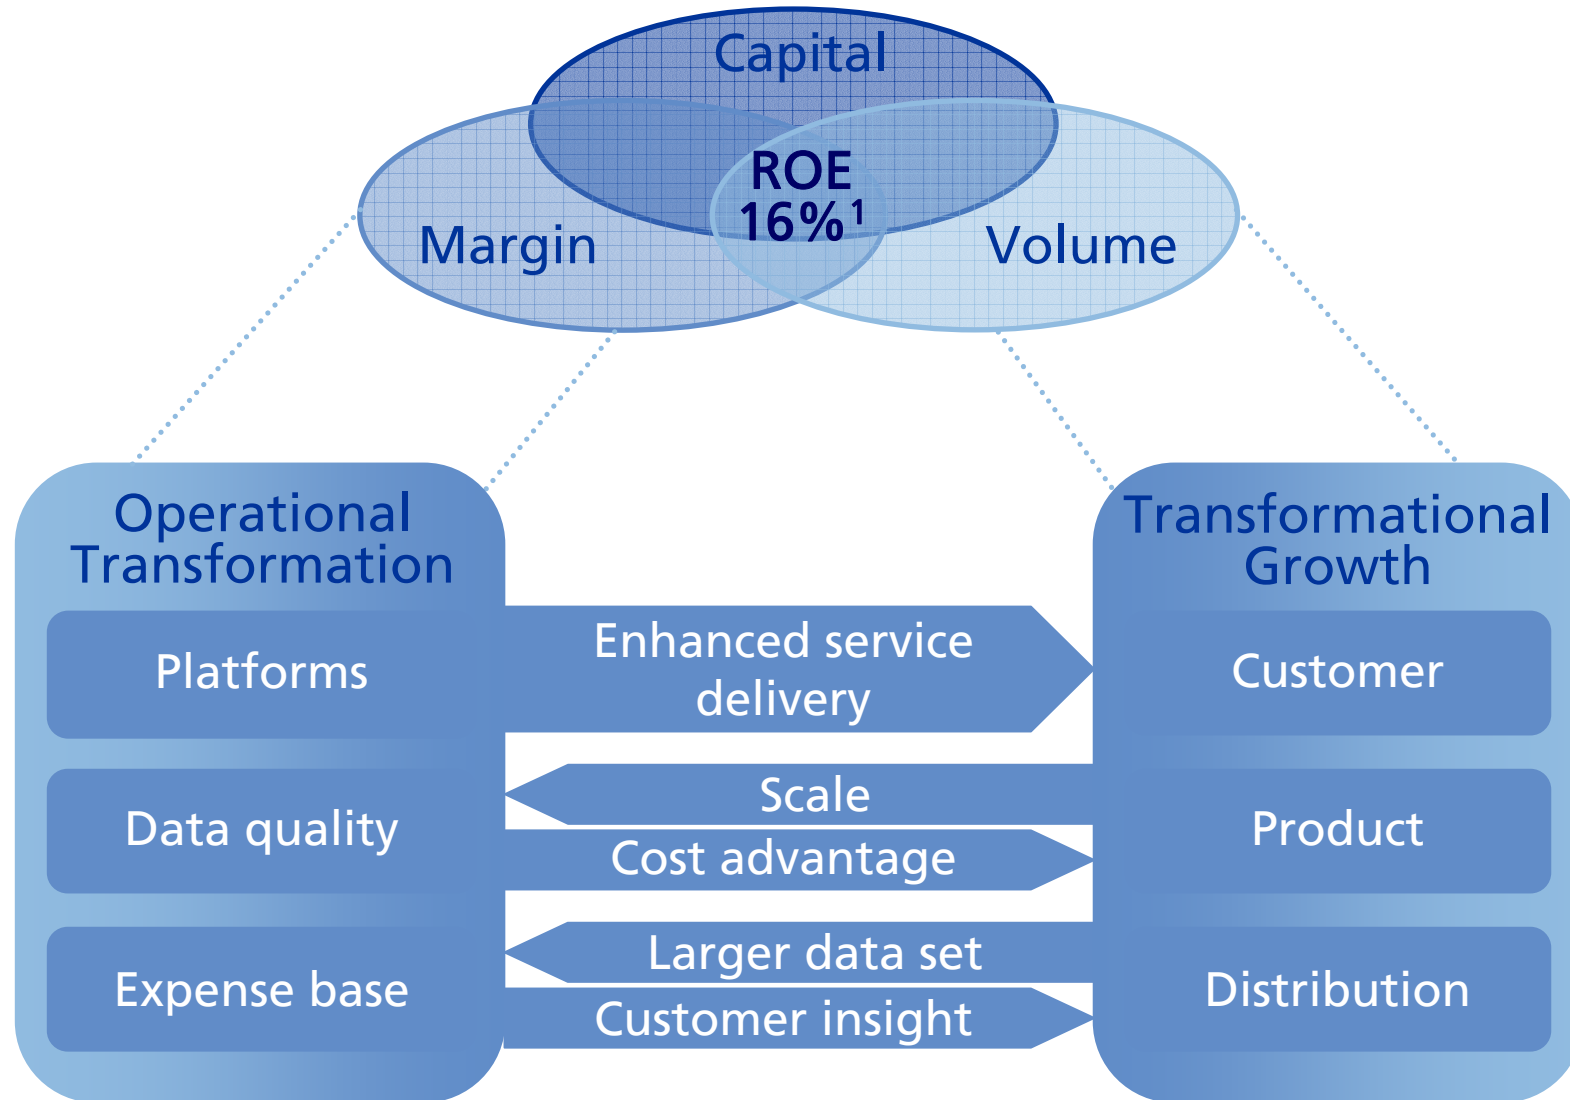 Capital
ROE
16%¹
Margin
Volume
Operational
Transformation
Platforms
Data quality
Expense base
Enhanced service
delivery
Scale
Cost advantage
Larger data set
Customer insight
Transformational
Growth
Customer
Product
Distribution